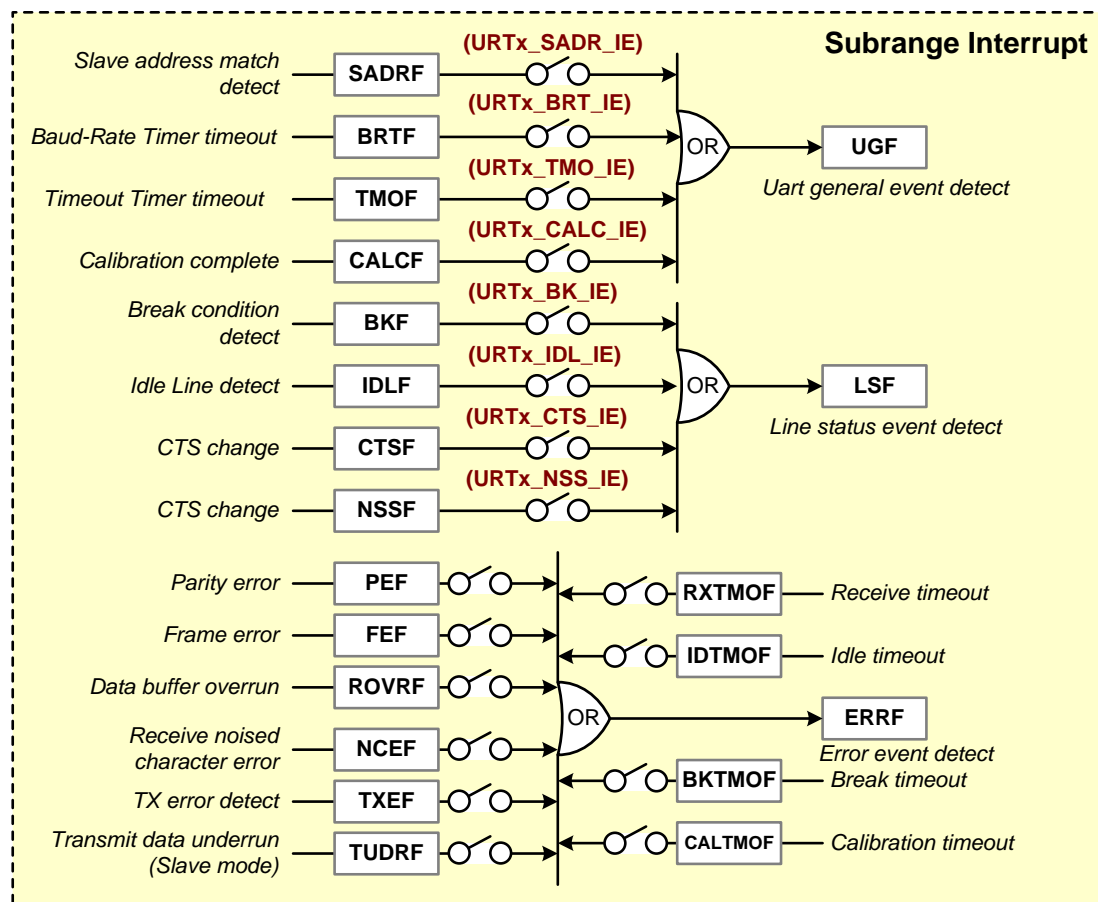 Subrange Interrupt
Slave address match
detect
SADRF
(URTx_SADR_IE)
Baud-Rate Timer timeout
BRTF
(URTx_BRT_IE)
Timeout Timer timeout
TMOF
(URTx_TMO_IE)
Calibration complete
CALCF
(URTx_CALC_IE)
OR
UGF
Uart general event detect
Break condition
detect
BKF
(URTx_BK_IE)
Idle Line detect
IDLF
(URTx_IDL_IE)
CTS change
CTSF
(URTx_CTS_IE)
CTS change
NSSF
(URTx_NSS_IE)
OR
LSF
Line status event detect
Parity error
PEF
Frame error
FEF
Data buffer overrun
ROVRF
Receive noised
character error
NCEF
TX error detect
TXEF
Transmit data underrun
(Slave mode)
TUDRF
RXTMOF
Receive timeout
IDTMOF
Idle timeout
OR
ERRF
Error event detect
BKTMOF
Break timeout
CALTMOF
Calibration timeout